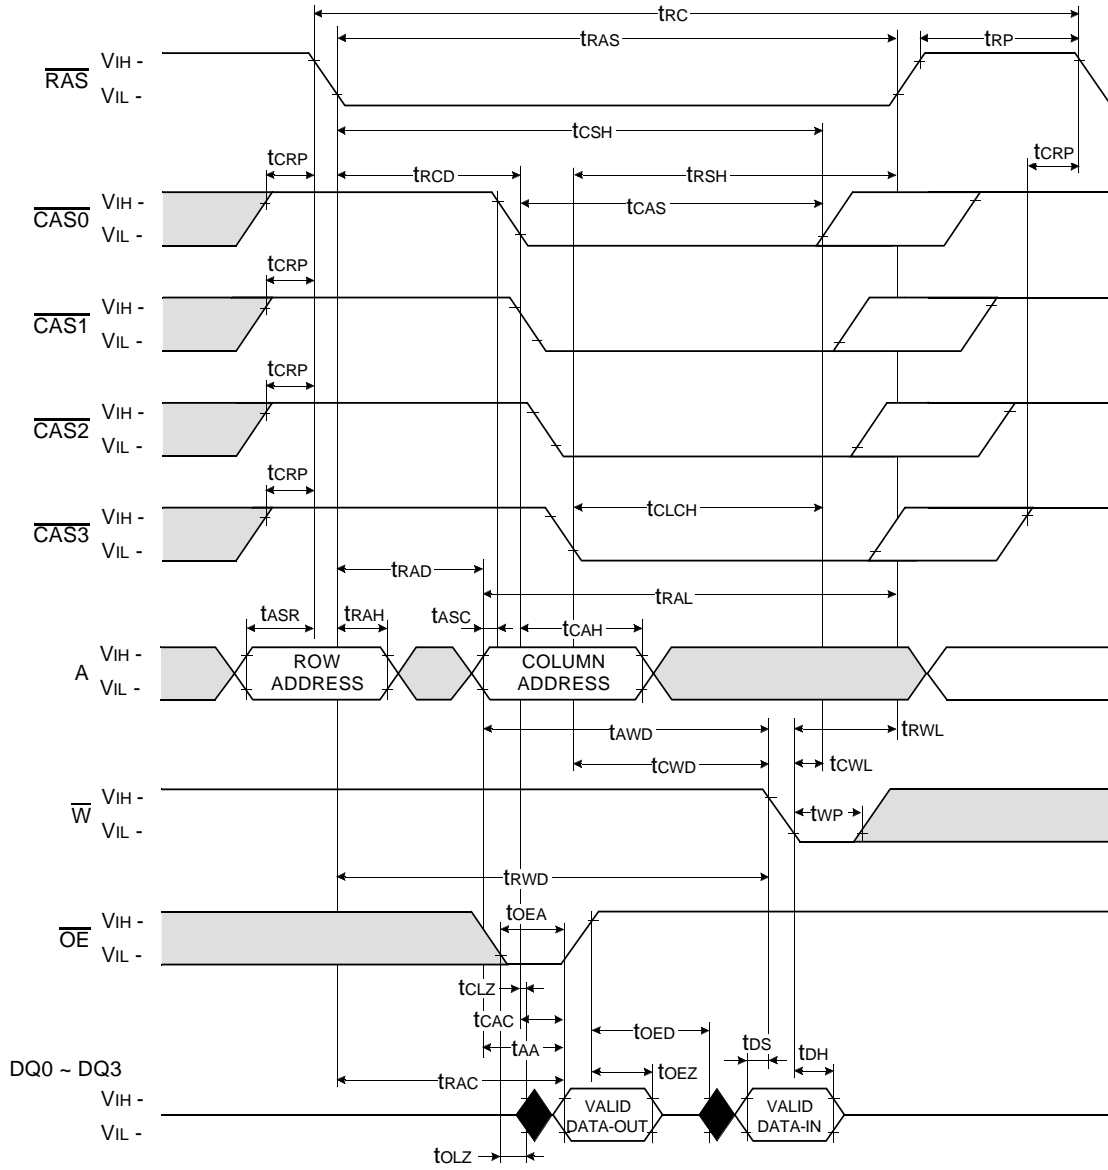 tRC
tRAS
tRP
RAS
VIH -
VIL -
tCSH
tCRP
tRCD
tRSH
tCRP
CAS0
VIH -
VIL -
tCAS
tCRP
CAS1
VIH -
VIL -
tCRP
CAS2
VIH -
VIL -
tCRP
CAS3
VIH -
VIL -
tCLCH
tRAD
tRAL
tASR
tRAH
tASC
tCAH
A
VIH -
VIL -
ROW
ADDRESS
COLUMN
ADDRESS
tAWD
tRWL
tCWD
tCWL
W
VIH -
VIL -
tWP
tRWD
OE
VIH -
VIL -
tOEA
tCLZ
tCAC
tOED
tAA
tDS
tDH
tOEZ
tRAC
DQ0 ~ DQ3
VIH -
VIL -
VALID
DATA-OUT
VALID
DATA-IN
tOLZ